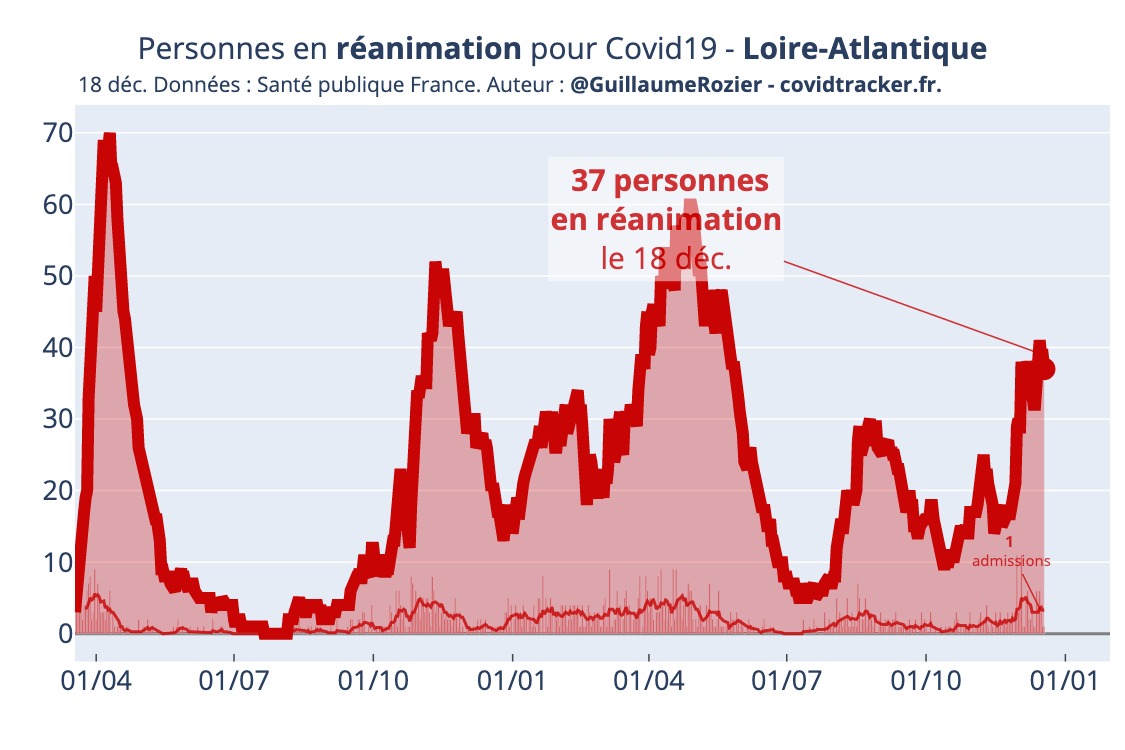 Personnes en réanimation pour Covid19 - Loire-Atlantique
18 déc. Données : Santé publique France. Auteur : @GuillaumeRozier - covidtracker.fr.
70
60
50
40
30
20
10
0
37 personnes
en réanimation
le 18 déc.
1
admissions
01/04
01/07
01/10
01/01
01/04
01/07
01/10
01/01